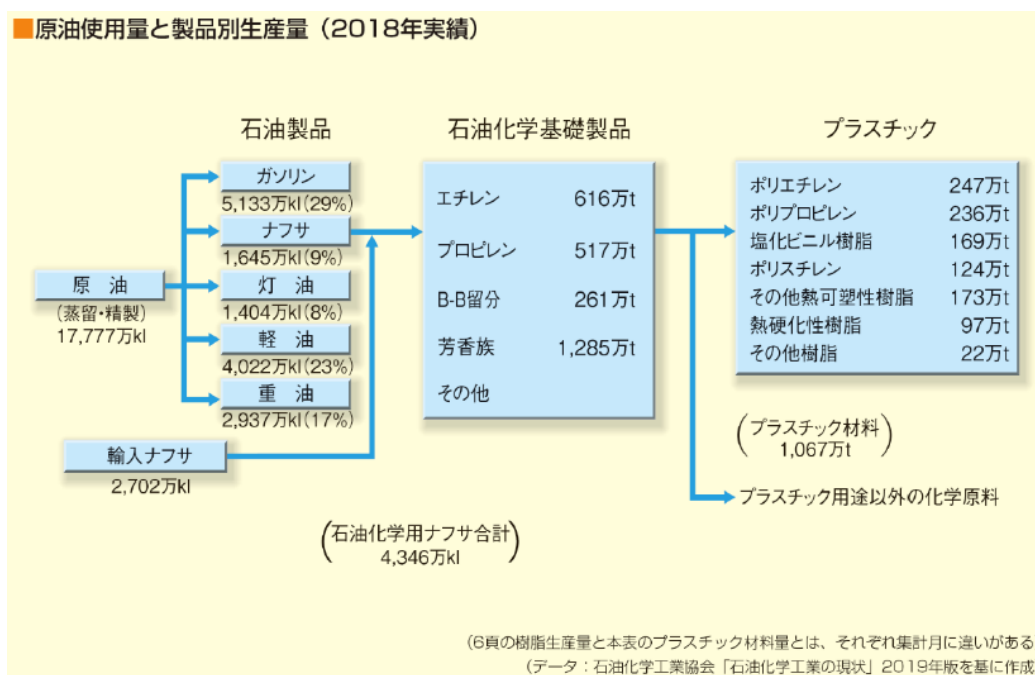 ■原油使用量と製品別生産量（2018年実績）
石油製品
石油化学基礎製品
プラスチック
原　油
(蒸留・精製)
17,777万kl
ガソリン
5,133万kl(29%)
ナフサ
1,645万kl(9%)
灯　油
1,404万kl(8%)
軽　油
4,022万kl(23%)
重　油
2,937万kl(17%)
輸入ナフサ
2,702万kl
(石油化学用ナフサ合計)
4,346万kl
エチレン 616万t
プロピレン 517万t
B-B留分 261万t
芳香族 1,285万t
その他
ポリエチレン 247万t
ポリプロピレン 236万t
塩化ビニル樹脂 169万t
ポリスチレン 124万t
その他熱可塑性樹脂 173万t
熱硬化性樹脂 97万t
その他樹脂 22万t
(プラスチック材料)
1,067万t
プラスチック用途以外の化学原料
(6頁の樹脂生産量と本表のプラスチック材料量とは、それぞれ集計月に違いがある
(データ：石油化学工業協会「石油化学工業の現状」2019年版を基に作成